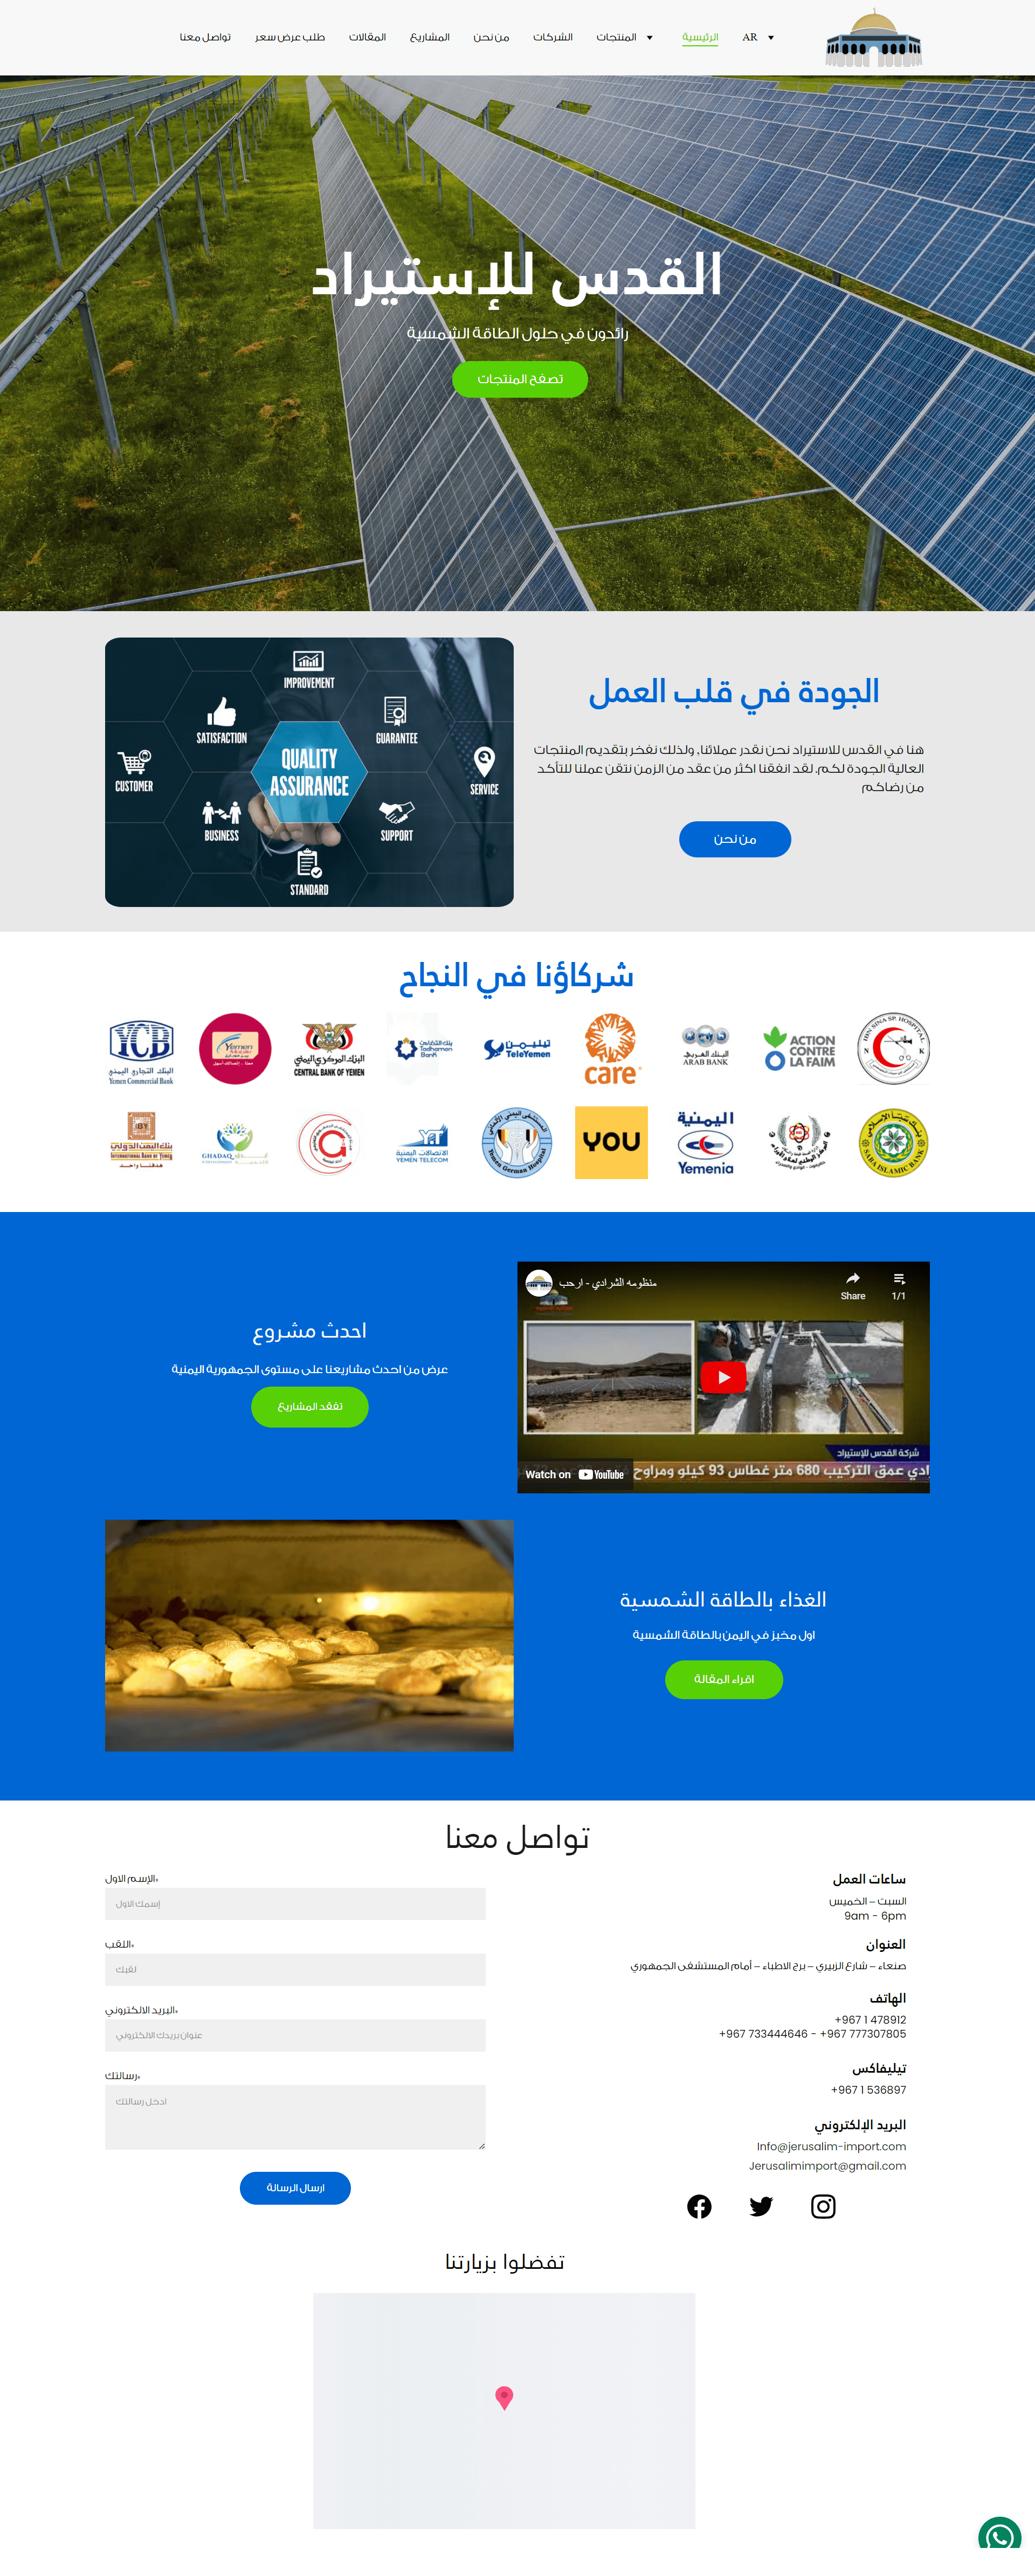 AR
الرئيسية
المنتجات
الشركات
من نحن
المشاريع
المقالات
طلب عرض سعر
تواصل معنا
القدس للإستيراد
رائدون في حلول الطاقة الشمسية
تصفح المنتجات
الجودة في قلب العمل
هنا في القدس للاستيراد نحن نقدر عملائنا, ولذلك نفخر بتقديم المنتجات
العالية الجودة لكم. لقد انفقنا اكثر من عقد من الزمن نتقن عملنا للتأكد
من رضاكم
من نحن
IMPROVEMENT
SATISFACTION
GUARANTEE
QUALITY
ASSURANCE
CUSTOMER
SERVICE
BUSINESS
SUPPORT
STANDARD
شركاؤنا في النجاح
IBN SINA SP. HOSPITAL
N K
ACTION
CONTRE
LA FAIM
البنك العربي
ARAB BANK
care
تيليمن
TeleYemen
بنك التضامن
Tadhamon
Bank
البنك المركزي اليمني
CENTRAL BANK OF YEMEN
Yemen
YCB
البنك التجاري اليمني
Yemen Commercial Bank
SABA ISLAMIC BANK
اليمنية
Yemenia
YOU
Yemen German Hospital
YT
الاتصالات اليمنية
YEMEN TELECOM
GHADAQ
IBY
بنك اليمن الدولي
INTERNATIONAL BANK OF YEMEN
هدفنا واحد
منظومه الشرادي - ارحب
Share
1/1
شركة القدس للإستيراد
رادي عمق التركيب 680 متر غطاس 93 كيلو ومراوح
Watch on YouTube
احدث مشروع
عرض من احدث مشاريعنا على مستوى الجمهورية اليمنية
تفقد المشاريع
الغذاء بالطاقة الشمسية
اول مخبز في اليمن بالطاقة الشمسية
اقراء المقالة
تواصل معنا
ساعات العمل
السبت – الخميس
9am - 6pm
العنوان
صنعاء – شارع الزبيري – برج الاطباء – أمام المستشفى الجمهوري
الهاتف
+967 1 478912
+967 733444646 - +967 777307805
تيليفاكس
+967 1 536897
البريد الإلكتروني
Info@jerusalim-import.com
Jerusalimimport@gmail.com
الإسم الاول*
إسمك الاول
اللقب*
لقبك
البريد الالكتروني*
عنوان بريدك الالكتروني
رسالتك*
ادخل رسالتك
ارسال الرسالة
تفضلوا بزيارتنا